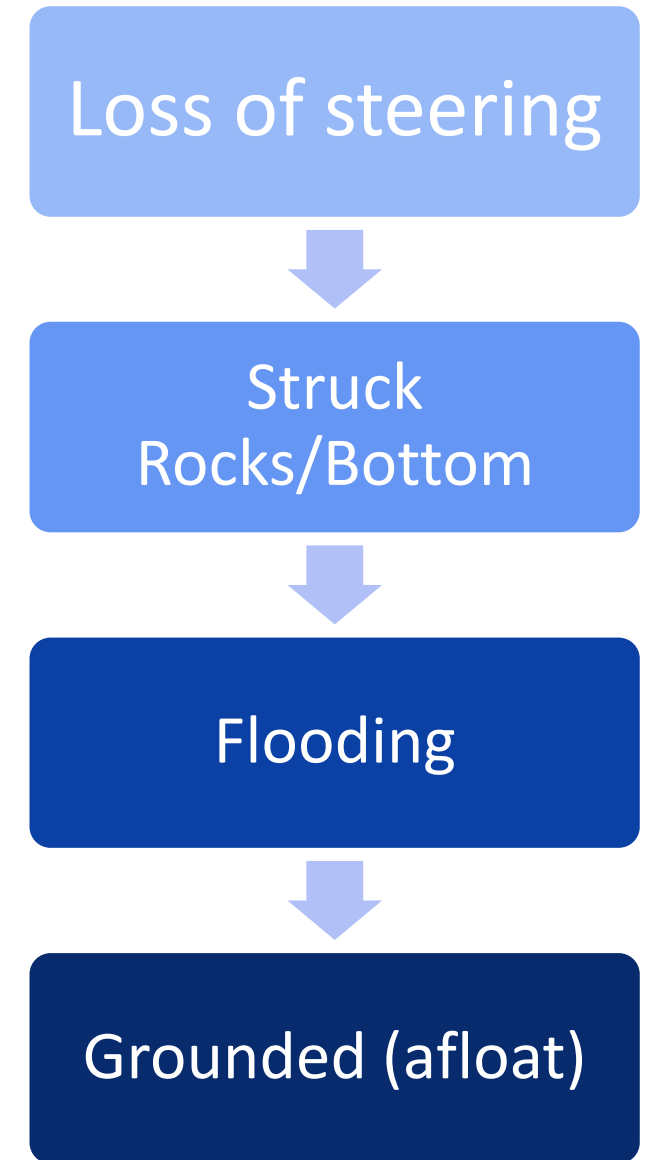 Loss of steering
Struck
Rocks/Bottom
Flooding
Grounded (afloat)